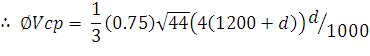 ∴ ∅Vcp = 1/3 (0.75)√44(4(1200 + d)) d/1000